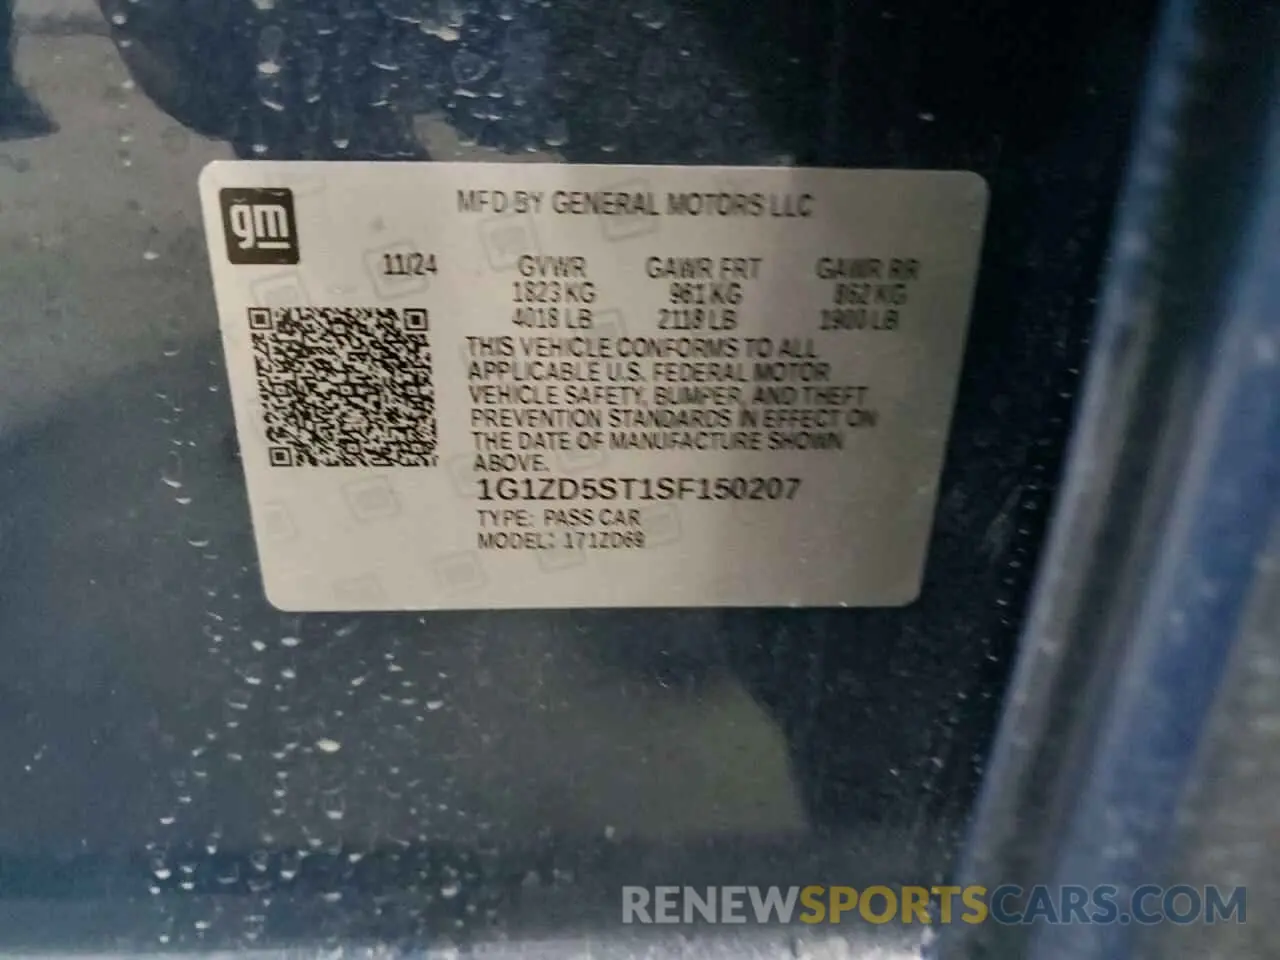 gm
MFD BY GENERAL MOTORS LLC
11/24 GVWR GAWR FRT GAWR RR
1823 KG 961 KG 862 KG
4018 LB 2118 LB 1900 LB
THIS VEHICLE CONFORMS TO ALL
APPLICABLE U.S. FEDERAL MOTOR
VEHICLE SAFETY, BUMPER, AND THEFT
PREVENTION STANDARDS IN EFFECT ON
THE DATE OF MANUFACTURE SHOWN
ABOVE.
1G1ZD5ST1SF150207
TYPE: PASS CAR
MODEL: 171ZD69
RENEWSPORTSCARS.COM